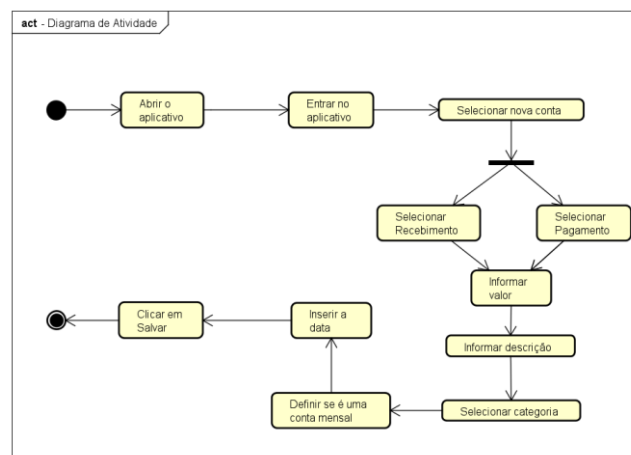 act - Diagrama de Atividade
Abrir o
aplicativo
Entrar no
aplicativo
Selecionar nova conta
Selecionar
Recebimento
Selecionar
Pagamento
Informar
valor
Informar descrição
Selecionar categoria
Definir se é uma
conta mensal
Inserir a
data
Clicar em
Salvar